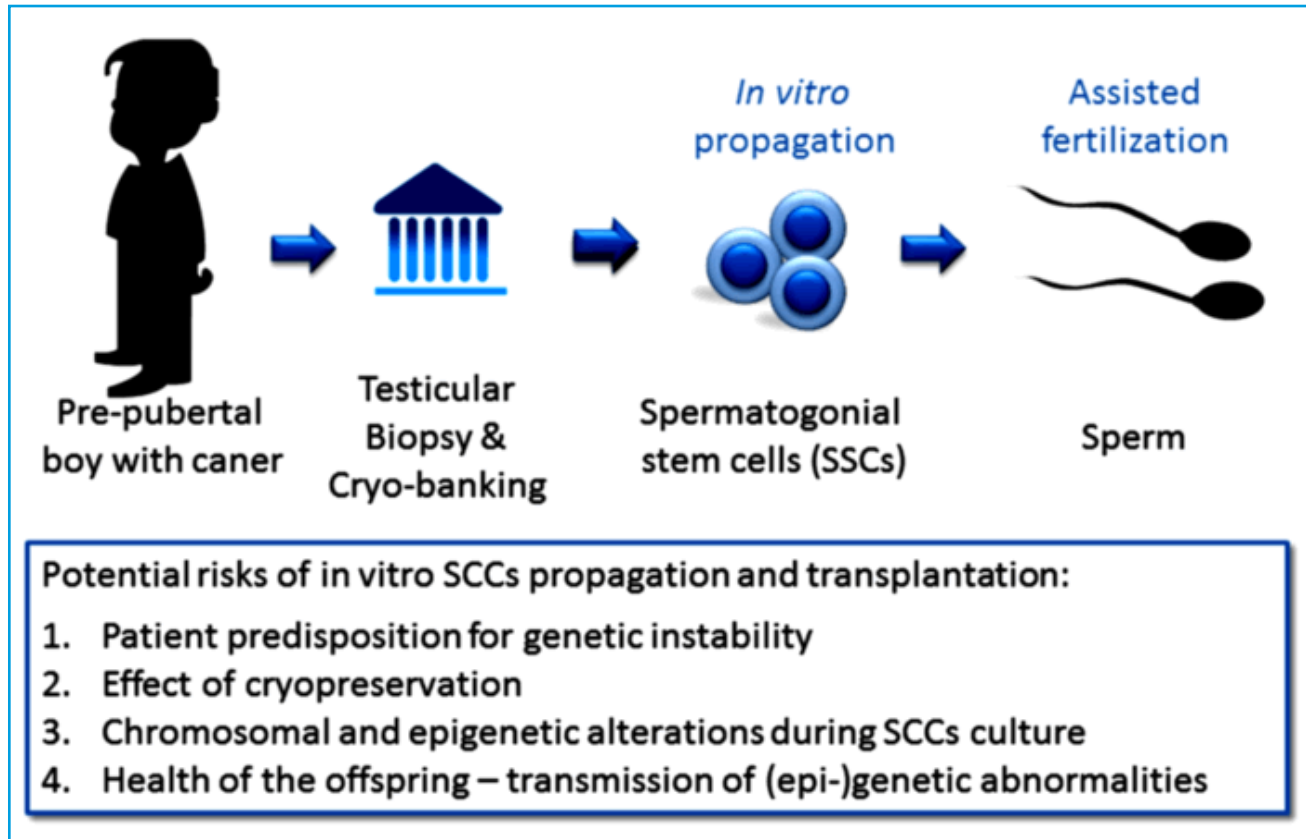 In vitro
propagation
Assisted
fertilization
Pre-pubertal
boy with caner
Testicular
Biopsy &
Cryo-banking
Spermatogonial
stem cells (SSCs)
Sperm
Potential risks of in vitro SCCs propagation and transplantation:
1. Patient predisposition for genetic instability
2. Effect of cryopreservation
3. Chromosomal and epigenetic alterations during SCCs culture
4. Health of the offspring – transmission of (epi-)genetic abnormalities